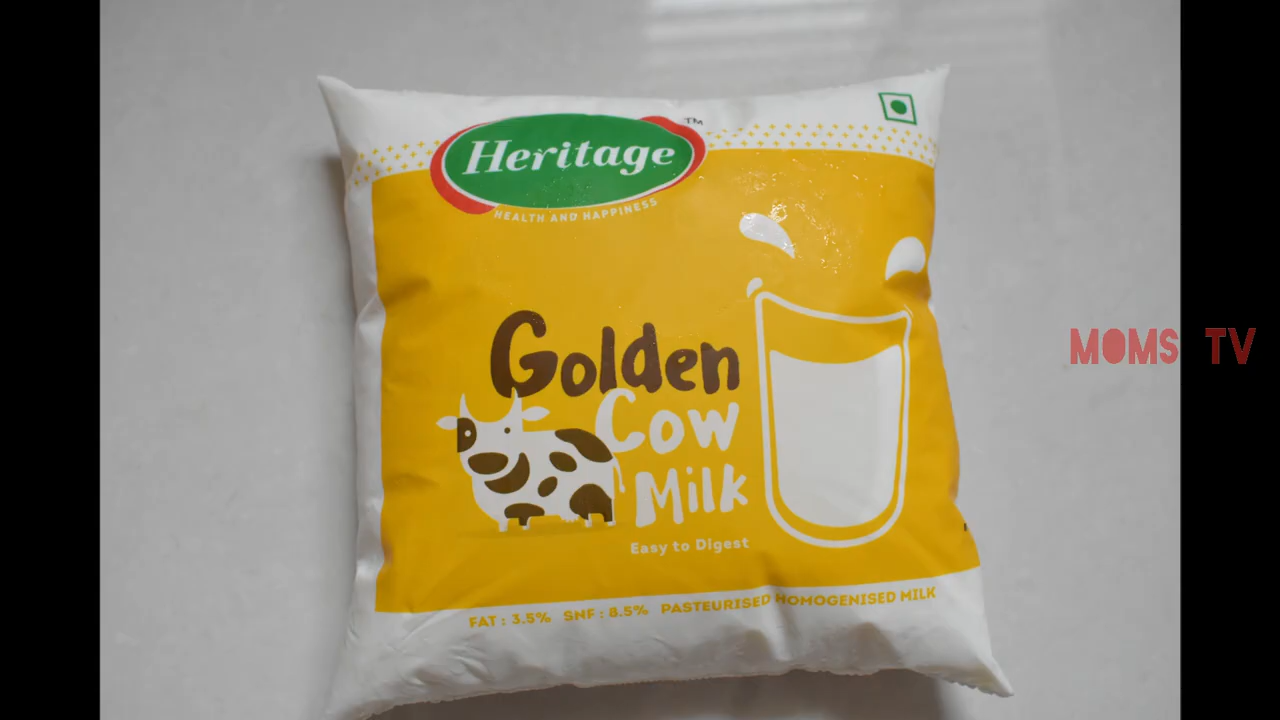 Heritage TM
HEALTH AND HAPPINESS
Golden
Cow
Milk
Easy to Digest
FAT : 3.5% SNF : 8.5% PASTEURISED HOMOGENISED MILK
MOMS TV